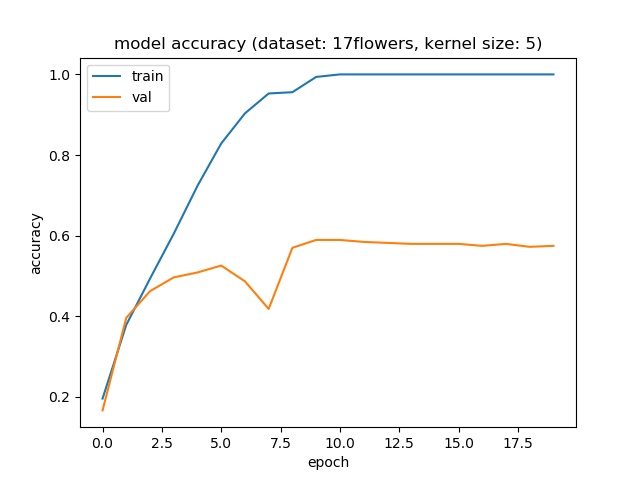 model accuracy (dataset: 17flowers, kernel size: 5)
train
val
1.0
0.8
0.6
0.4
0.2
accuracy
0.0 2.5 5.0 7.5 10.0 12.5 15.0 17.5
epoch